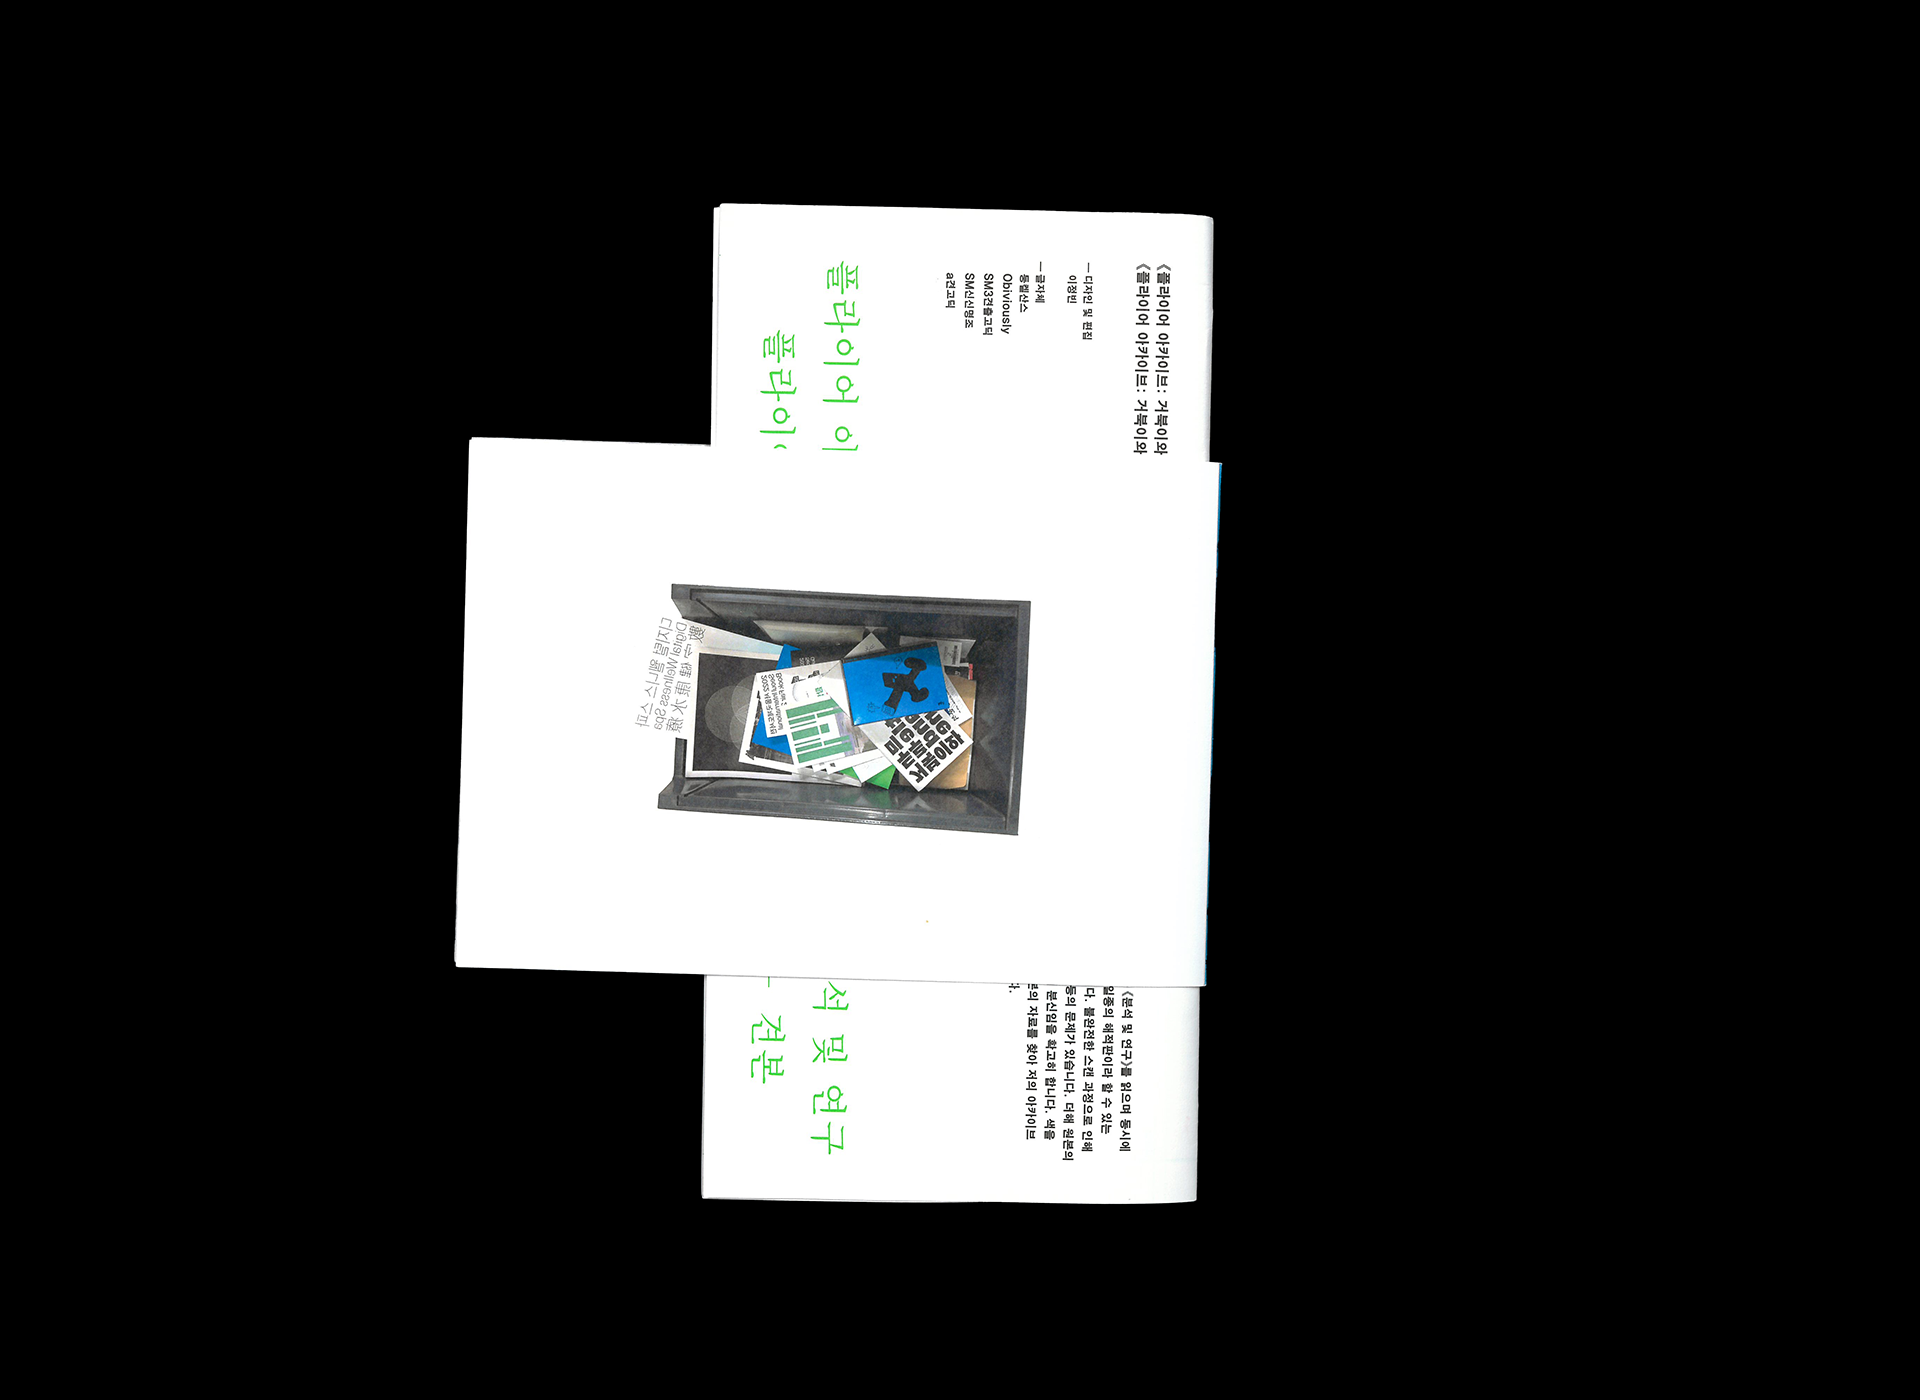 《플라이어 아카이브: 거북이와
《플라이어 아카이브: 거북이와
— 디자인 및 편집
이정빈
— 글자체
둥켈산스
Obiviously
SM3견출고딕
SM신신명조
a견고딕
플라이어 이
플라이
《분석 및 연구》를 읽으며 동시에
일종의 해적판이라 할 수 있는
다. 불완전한 스캔 과정으로 인해
등의 문제가 있습니다. 더해 원본의
분신임을 확고히 합니다. 색을
본의 자료를 찾아 저의 아카이브
다.
석 및 연구
견본
디지털 웰니스 스파
Digital Wellness Spa